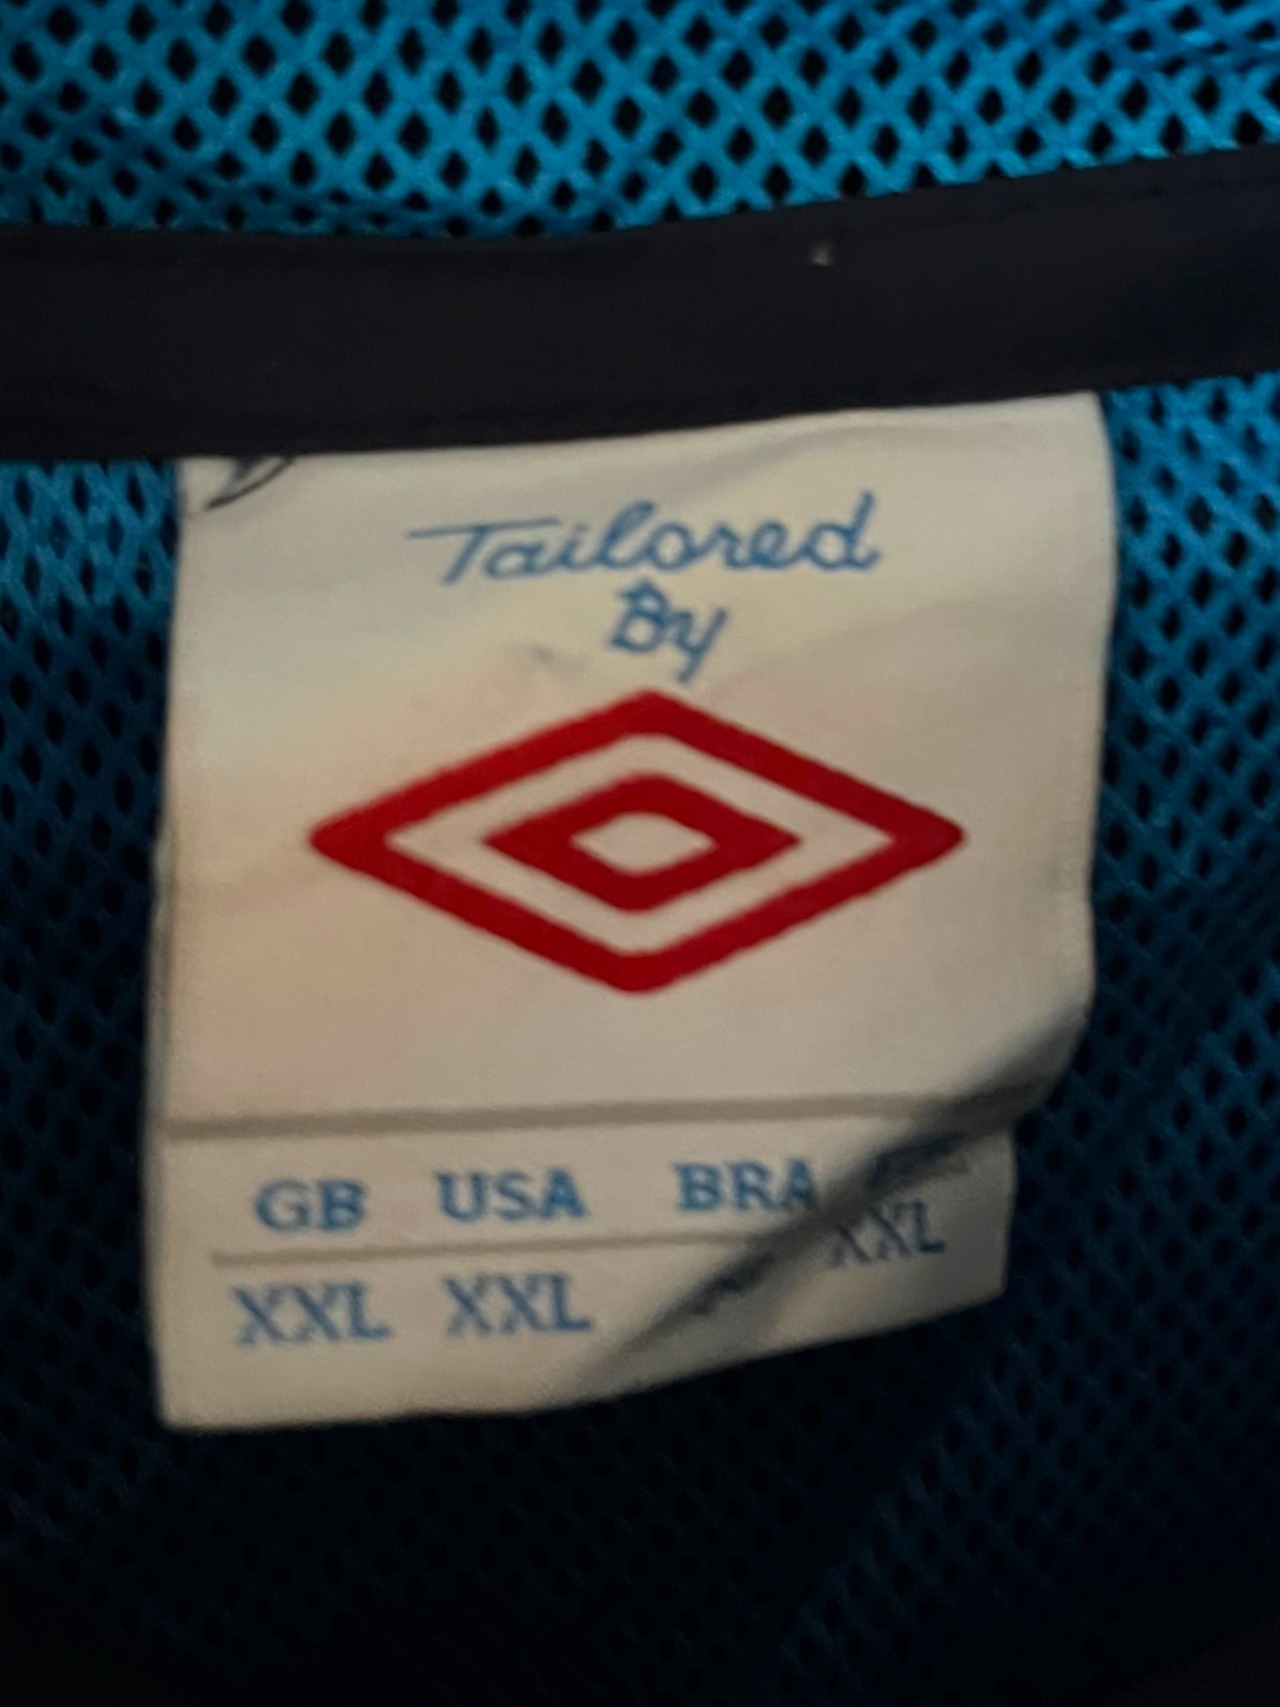 Tailored
By
GB USA BRA
XXL XXL XXL